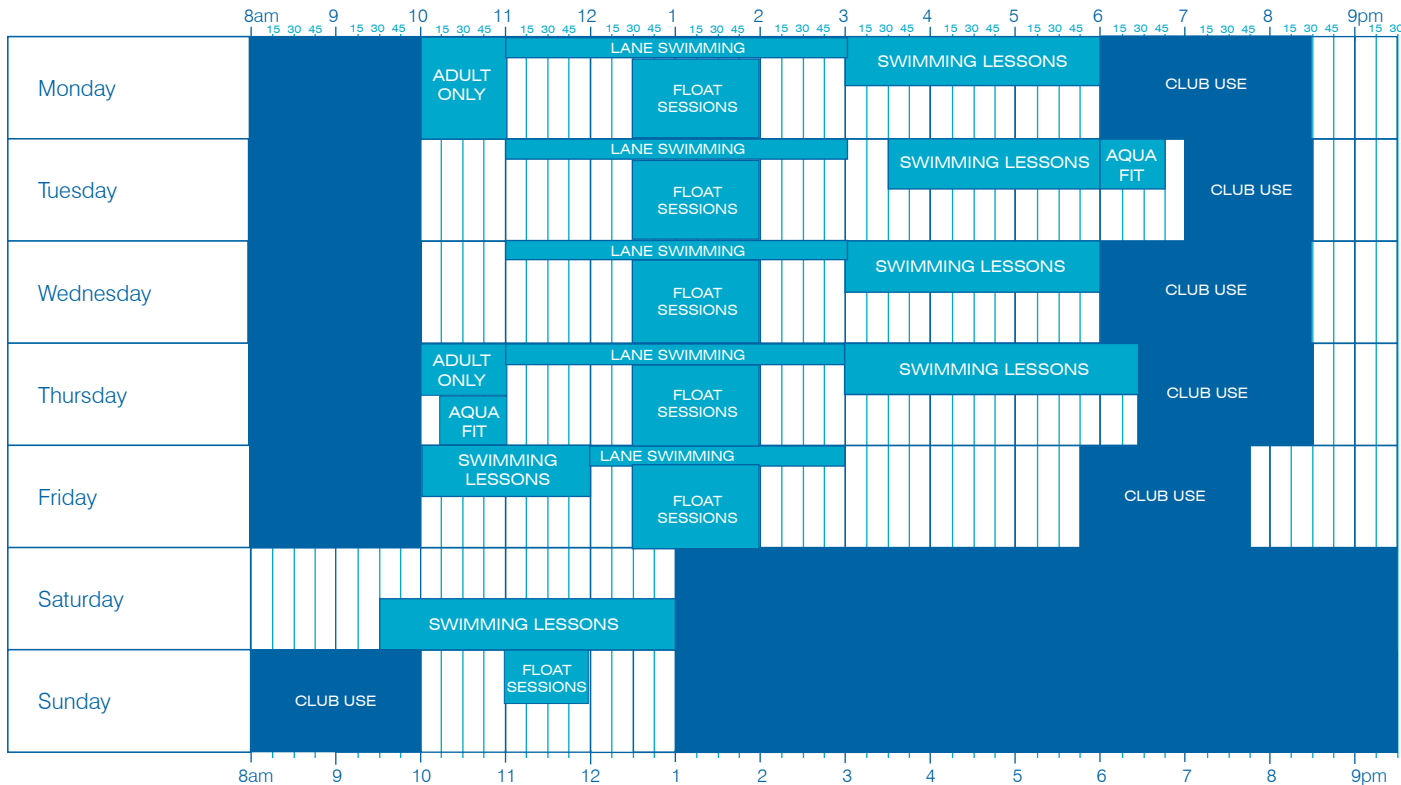 8am 9 10 11 12 1 2 3 4 5 6 7 8 9pm
15 30 45 15 30 45 15 30 45 15 30 45 15 30 45 15 30 45 15 30 45 15 30 45 15 30 45 15 30 45 15 30 45 15 30 45 15 30 45 15 30
Monday
ADULT
ONLY
LANE SWIMMING
FLOAT
SESSIONS
SWIMMING LESSONS
CLUB USE
Tuesday
LANE SWIMMING
FLOAT
SESSIONS
SWIMMING LESSONS
AQUA
FIT
CLUB USE
Wednesday
LANE SWIMMING
FLOAT
SESSIONS
SWIMMING LESSONS
CLUB USE
Thursday
ADULT
ONLY
AQUA
FIT
LANE SWIMMING
FLOAT
SESSIONS
SWIMMING LESSONS
CLUB USE
Friday
SWIMMING
LESSONS
LANE SWIMMING
FLOAT
SESSIONS
CLUB USE
Saturday
SWIMMING LESSONS
Sunday
CLUB USE
FLOAT
SESSIONS
8am 9 10 11 12 1 2 3 4 5 6 7 8 9pm